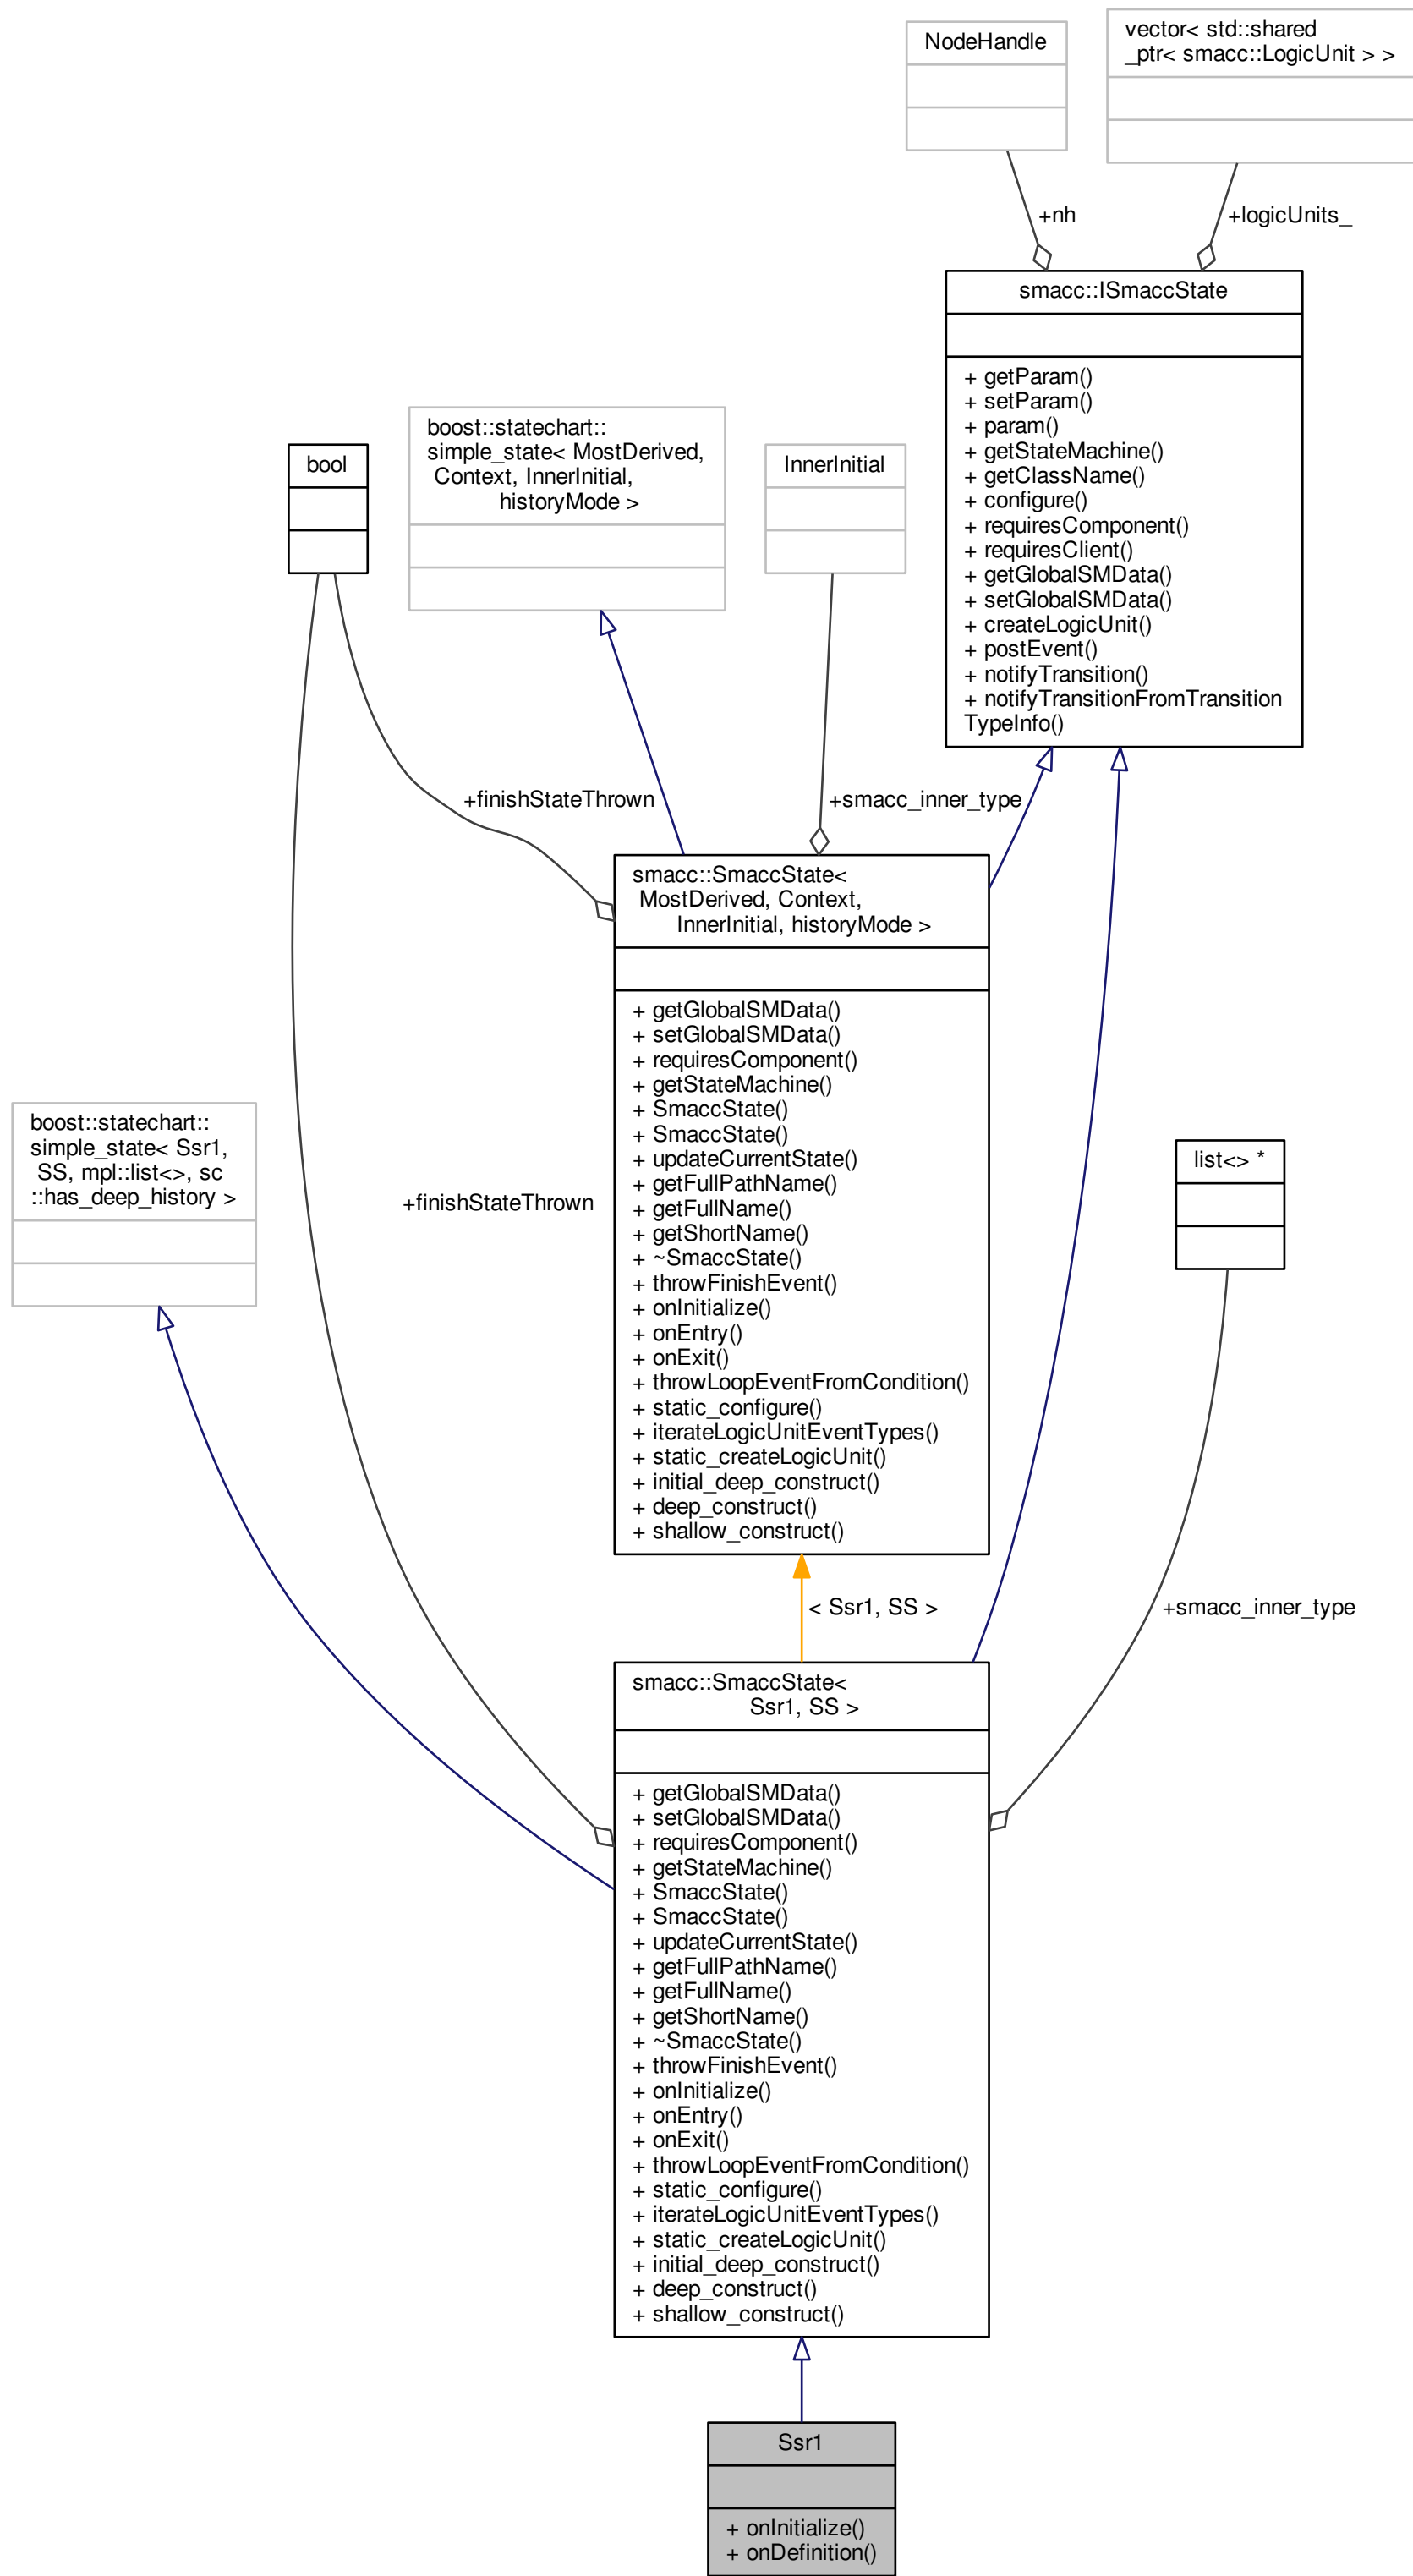 NodeHandle
vector< std::shared
_ptr< smacc::LogicUnit > >
+nh
+logicUnits_
smacc::ISmaccState
+ getParam()
+ setParam()
+ param()
+ getStateMachine()
+ getClassName()
+ configure()
+ requiresComponent()
+ requiresClient()
+ getGlobalSMData()
+ setGlobalSMData()
+ createLogicUnit()
+ postEvent()
+ notifyTransition()
+ notifyTransitionFromTransition
TypeInfo()
bool
boost::statechart::
simple_state< MostDerived,
Context, InnerInitial,
historyMode >
InnerInitial
+finishStateThrown
+smacc_inner_type
smacc::SmaccState<
MostDerived, Context,
InnerInitial, historyMode >
+ getGlobalSMData()
+ setGlobalSMData()
+ requiresComponent()
+ getStateMachine()
+ SmaccState()
+ SmaccState()
+ updateCurrentState()
+ getFullPathName()
+ getFullName()
+ getShortName()
+ ~SmaccState()
+ throwFinishEvent()
+ onInitialize()
+ onEntry()
+ onExit()
+ throwLoopEventFromCondition()
+ static_configure()
+ iterateLogicUnitEventTypes()
+ static_createLogicUnit()
+ initial_deep_construct()
+ deep_construct()
+ shallow_construct()
boost::statechart::
simple_state< Ssr1,
SS, mpl::list<>, sc
::has_deep_history >
+finishStateThrown
list<> *
< Ssr1, SS >
+smacc_inner_type
smacc::SmaccState<
Ssr1, SS >
+ getGlobalSMData()
+ setGlobalSMData()
+ requiresComponent()
+ getStateMachine()
+ SmaccState()
+ SmaccState()
+ updateCurrentState()
+ getFullPathName()
+ getFullName()
+ getShortName()
+ ~SmaccState()
+ throwFinishEvent()
+ onInitialize()
+ onEntry()
+ onExit()
+ throwLoopEventFromCondition()
+ static_configure()
+ iterateLogicUnitEventTypes()
+ static_createLogicUnit()
+ initial_deep_construct()
+ deep_construct()
+ shallow_construct()
Ssr1
+ onInitialize()
+ onDefinition()